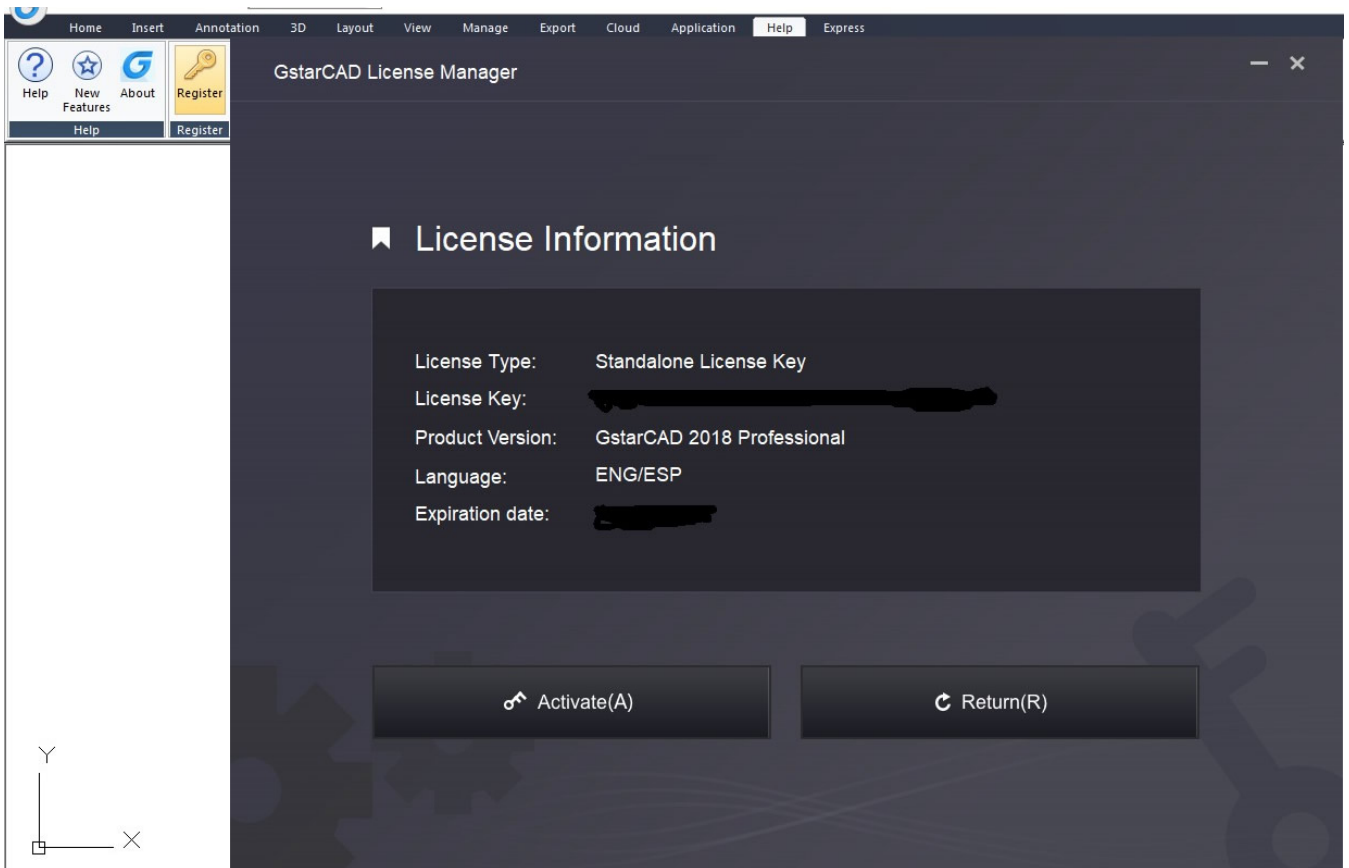 Home Insert Annotation 3D Layout View Manage Export Cloud Application Help Express
Help
New Features
About
Register
Help
Register
GstarCAD License Manager
License Information
License Type: Standalone License Key
License Key:
Product Version: GstarCAD 2018 Professional
Language: ENG/ESP
Expiration date:
Activate(A)
Return(R)
Y
X